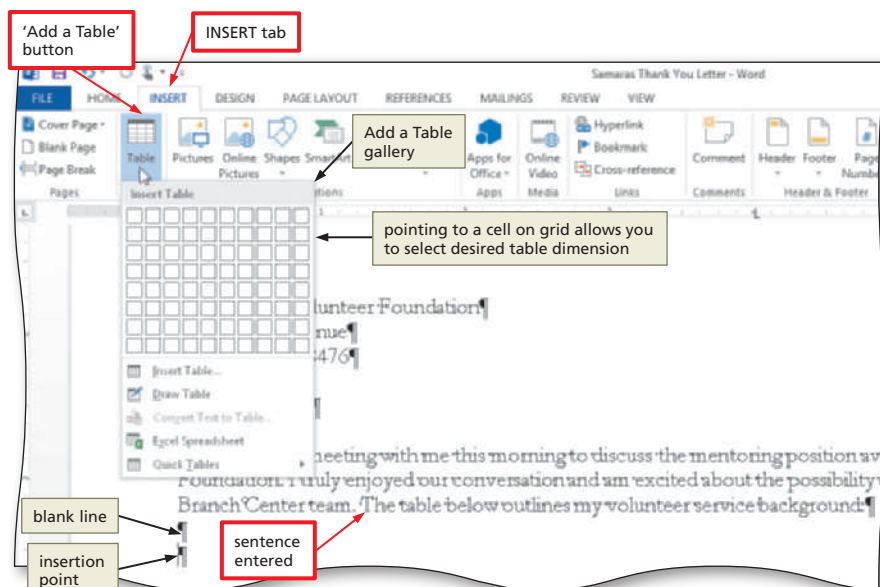 'Add a Table'
button
INSERT tab
Samaras Thank You Letter - Word
FILE HOME INSERT DESIGN PAGE LAYOUT REFERENCES MAILINGS REVIEW VIEW
Cover Page
Blank Page
Page Break
Pages
Table
Pictures
Online
Pictures
Shapes
SmartArt
Add a Table
gallery
Apps for
Office
Apps
Online
Video
Media
Hyperlink
Bookmark
Cross-reference
Links
Comment
Comments
Header
Footer
Page
Header & Footer
Insert Table
pointing to a cell on grid allows you
to select desired table dimension
Foundation¶
476¶
¶
Insert Table...
Draw Table
Convert Text to Table...
Excel Spreadsheet
Quick Tables
with me this morning to discuss the mentoring position
Foundation. I truly enjoyed our conversation and am excited about the possibility
Branch Center team. The table below outlines my volunteer service background:¶
blank line
¶
insertion
point
¶
sentence
entered